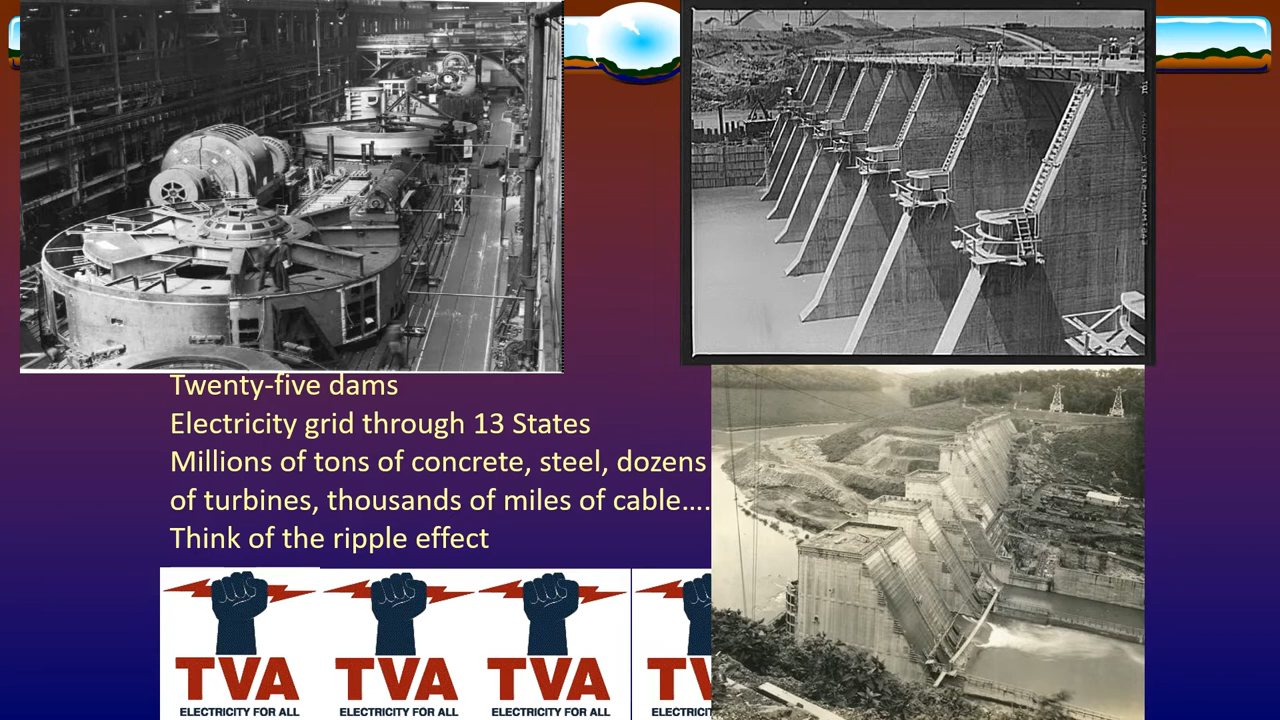 Twenty-five dams
Electricity grid through 13 States
Millions of tons of concrete, steel, dozens
of turbines, thousands of miles of cable….
Think of the ripple effect
TVA TVA TVA TV
ELECTRICITY FOR ALL ELECTRICITY FOR ALL ELECTRICITY FOR ALL ELECTRICI